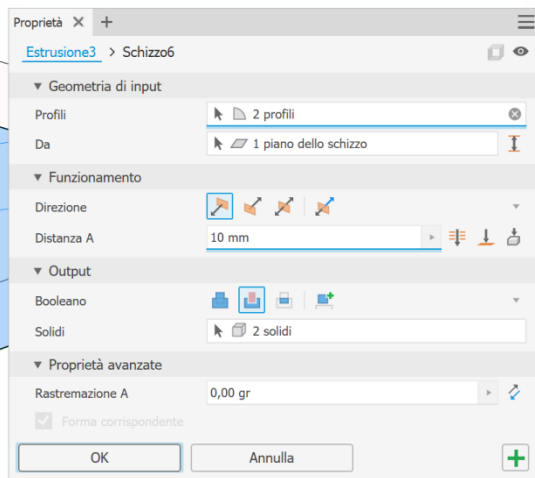 Proprietà × +
Estrusione3 > Schizzo6
Geometria di input
Profili 2 profili
Da 1 piano dello schizzo
Funzionamento
Direzione
Distanza A 10 mm
Output
Booleano
Solidi 2 solidi
Proprietà avanzate
Rastremazione A 0,00 gr
Forma corrispondente
OK Annulla